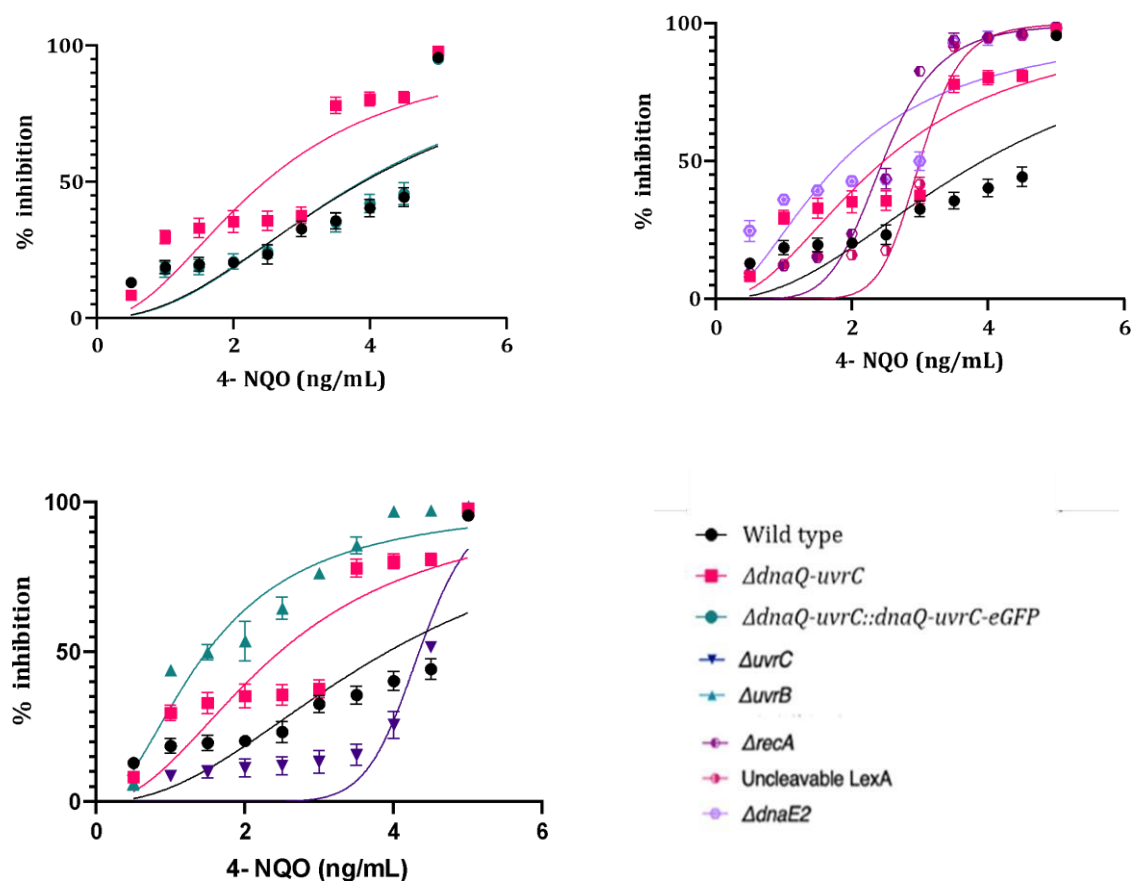 100
50
0
% inhibition
0
2
4
6
4- NQO (ng/mL)
100
50
0
% inhibition
0
2
4
6
4- NQO (ng/mL)
100
50
0
% inhibition
0
2
4
6
4- NQO (ng/mL)
Wild type
ΔdnaQ-uvrC
ΔdnaQ-uvrC::dnaQ-uvrC-eGFP
ΔuvrC
ΔuvrB
ΔrecA
Uncleavable LexA
ΔdnaE2